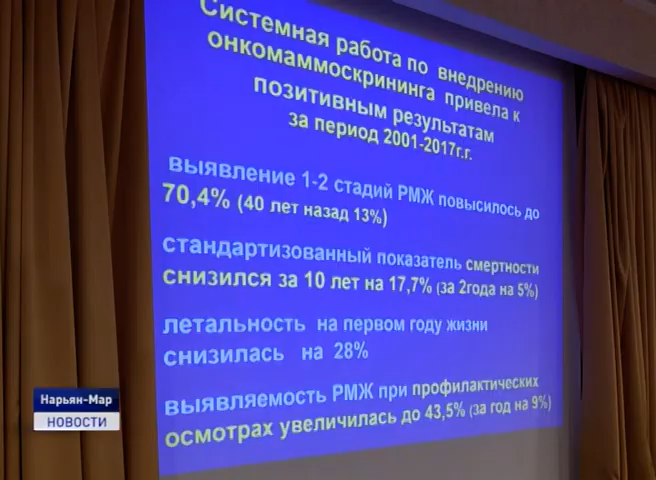 Системная работа по внедрению
онкомаммоскрининга привела к
позитивным результатам
за период 2001-2017г.г.
выявление 1-2 стадий РМЖ повысилось до
70,4% (40 лет назад 13%)
стандартизованный показатель смертности
снизился за 10 лет на 17,7% (за 2года на 5%)
летальность на первом году жизни
снизилась на 28%
выявляемость РМЖ при профилактических
осмотрах увеличилась до 43,5% (за год на 9%)
Нарьян-Мар
НОВОСТИ